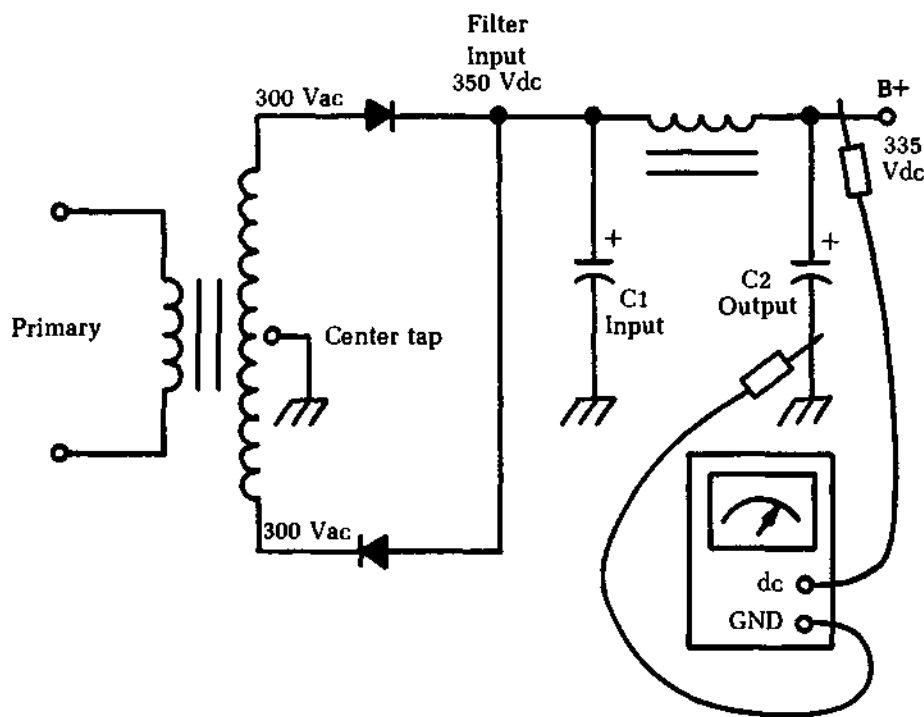 Filter
Input
350 Vdc
300 Vac
B+
335
Vdc
+
+
C1
Input
C2
Output
Primary
Center tap
300 Vac
dc
GND